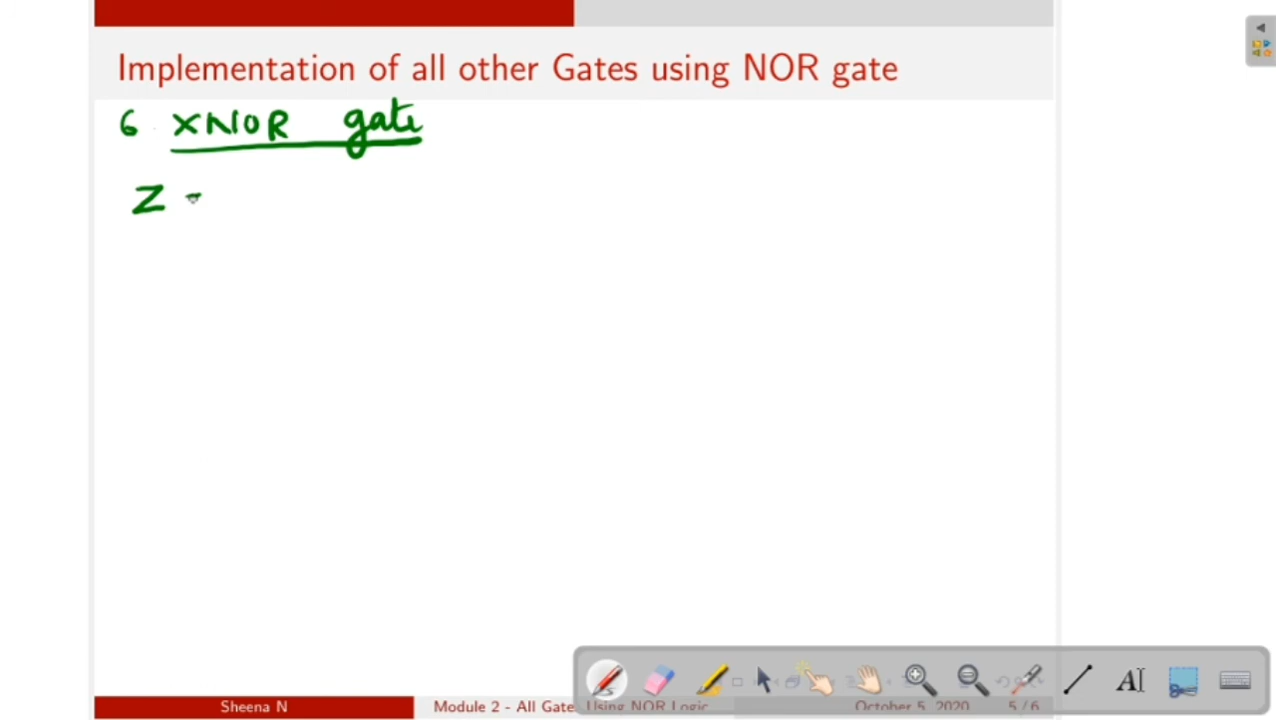 Implementation of all other Gates using NOR gate
6 XNOR gate
Z -
Sheena N
Module 2 - All Gate Using NOR Logic
October 5, 2020
5 / 6